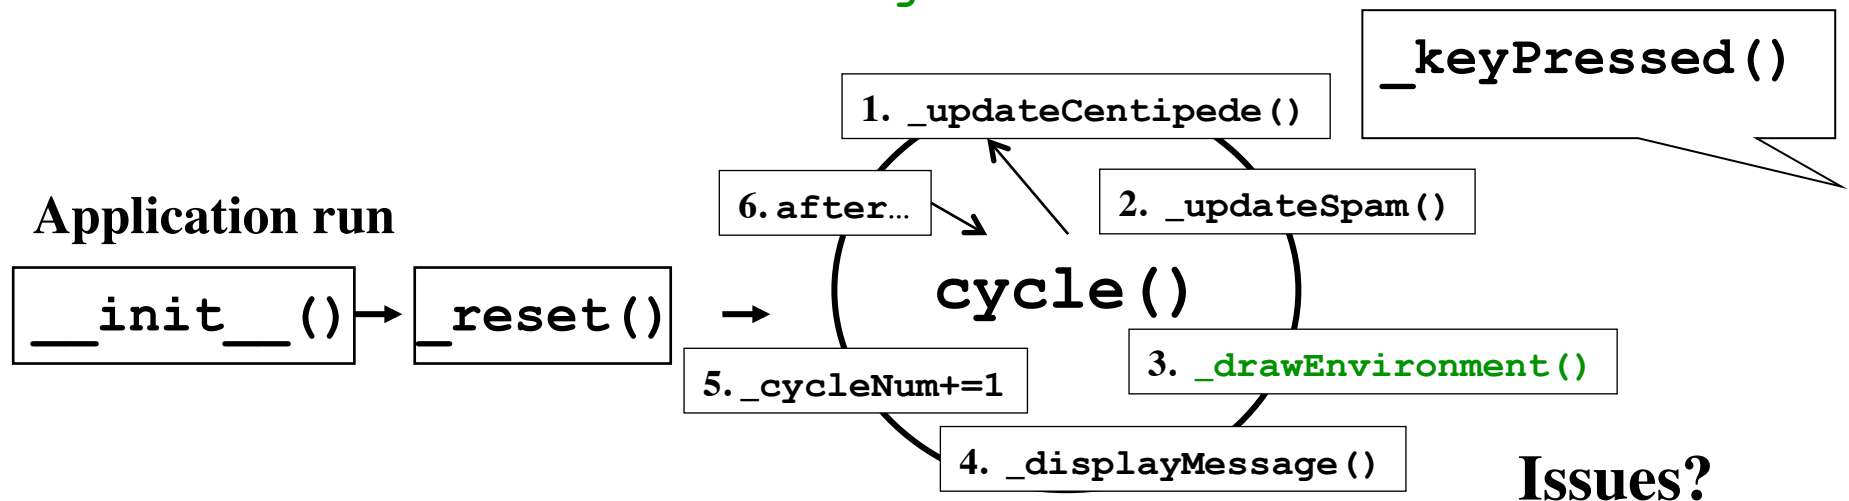 _keyPressed()
1. _updateCentipede()
6. after…
2. _updateSpam()
Application run
__init__()
_reset()
cycle()
3. _drawEnvironment()
5. _cycleNum+=1
4. _displayMessage()
Issues?